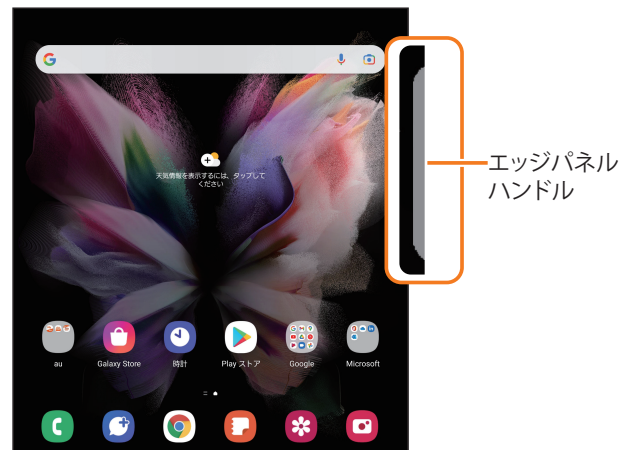 天気情報を表示するには、タップして
ください
エッジパネル
ハンドル
au
Galaxy Store
時計
Play ストア
Google
Microsoft